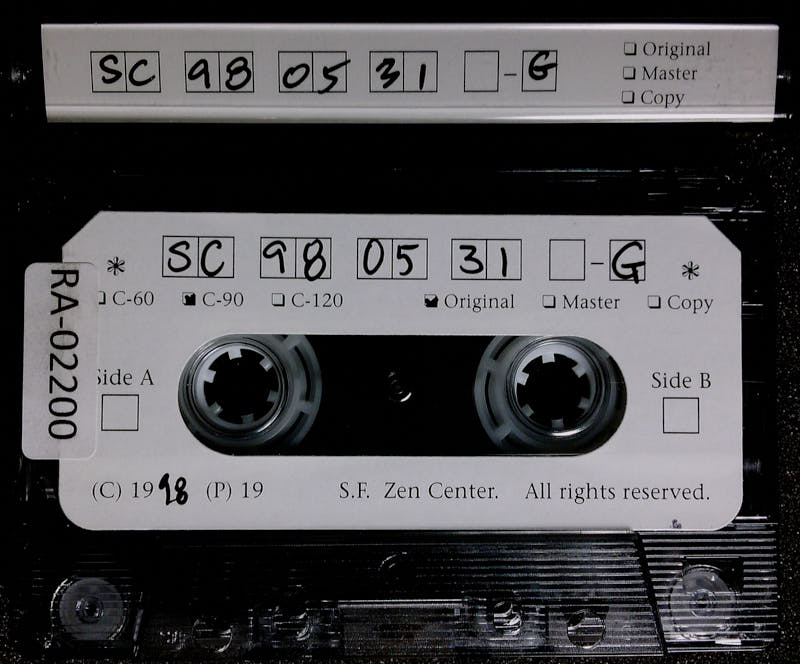 SC 98 05 31 -G
❏ Original
❏ Master
❏ Copy
* SC 98 05 31 -G *
C-60 C-90 ❏ C-120 Original ❏ Master ❏ Copy
Side A
Side B
(C) 1998 (P) 19 S.F. Zen Center. All rights reserved.
RA-02200